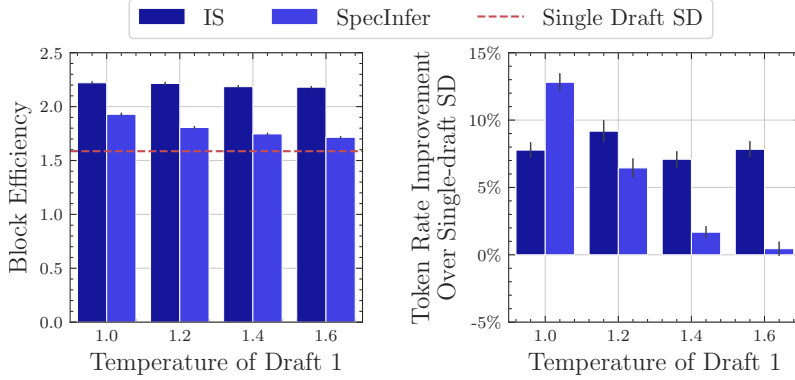 IS
SpecInfer
Single Draft SD
2.5
2.0
1.5
1.0
0.5
0.0
Block Efficiency
1.0
1.2
1.4
1.6
Temperature of Draft 1
15%
10%
5%
0%
-5%
Token Rate Improvement
Over Single-draft SD
1.0
1.2
1.4
1.6
Temperature of Draft 1